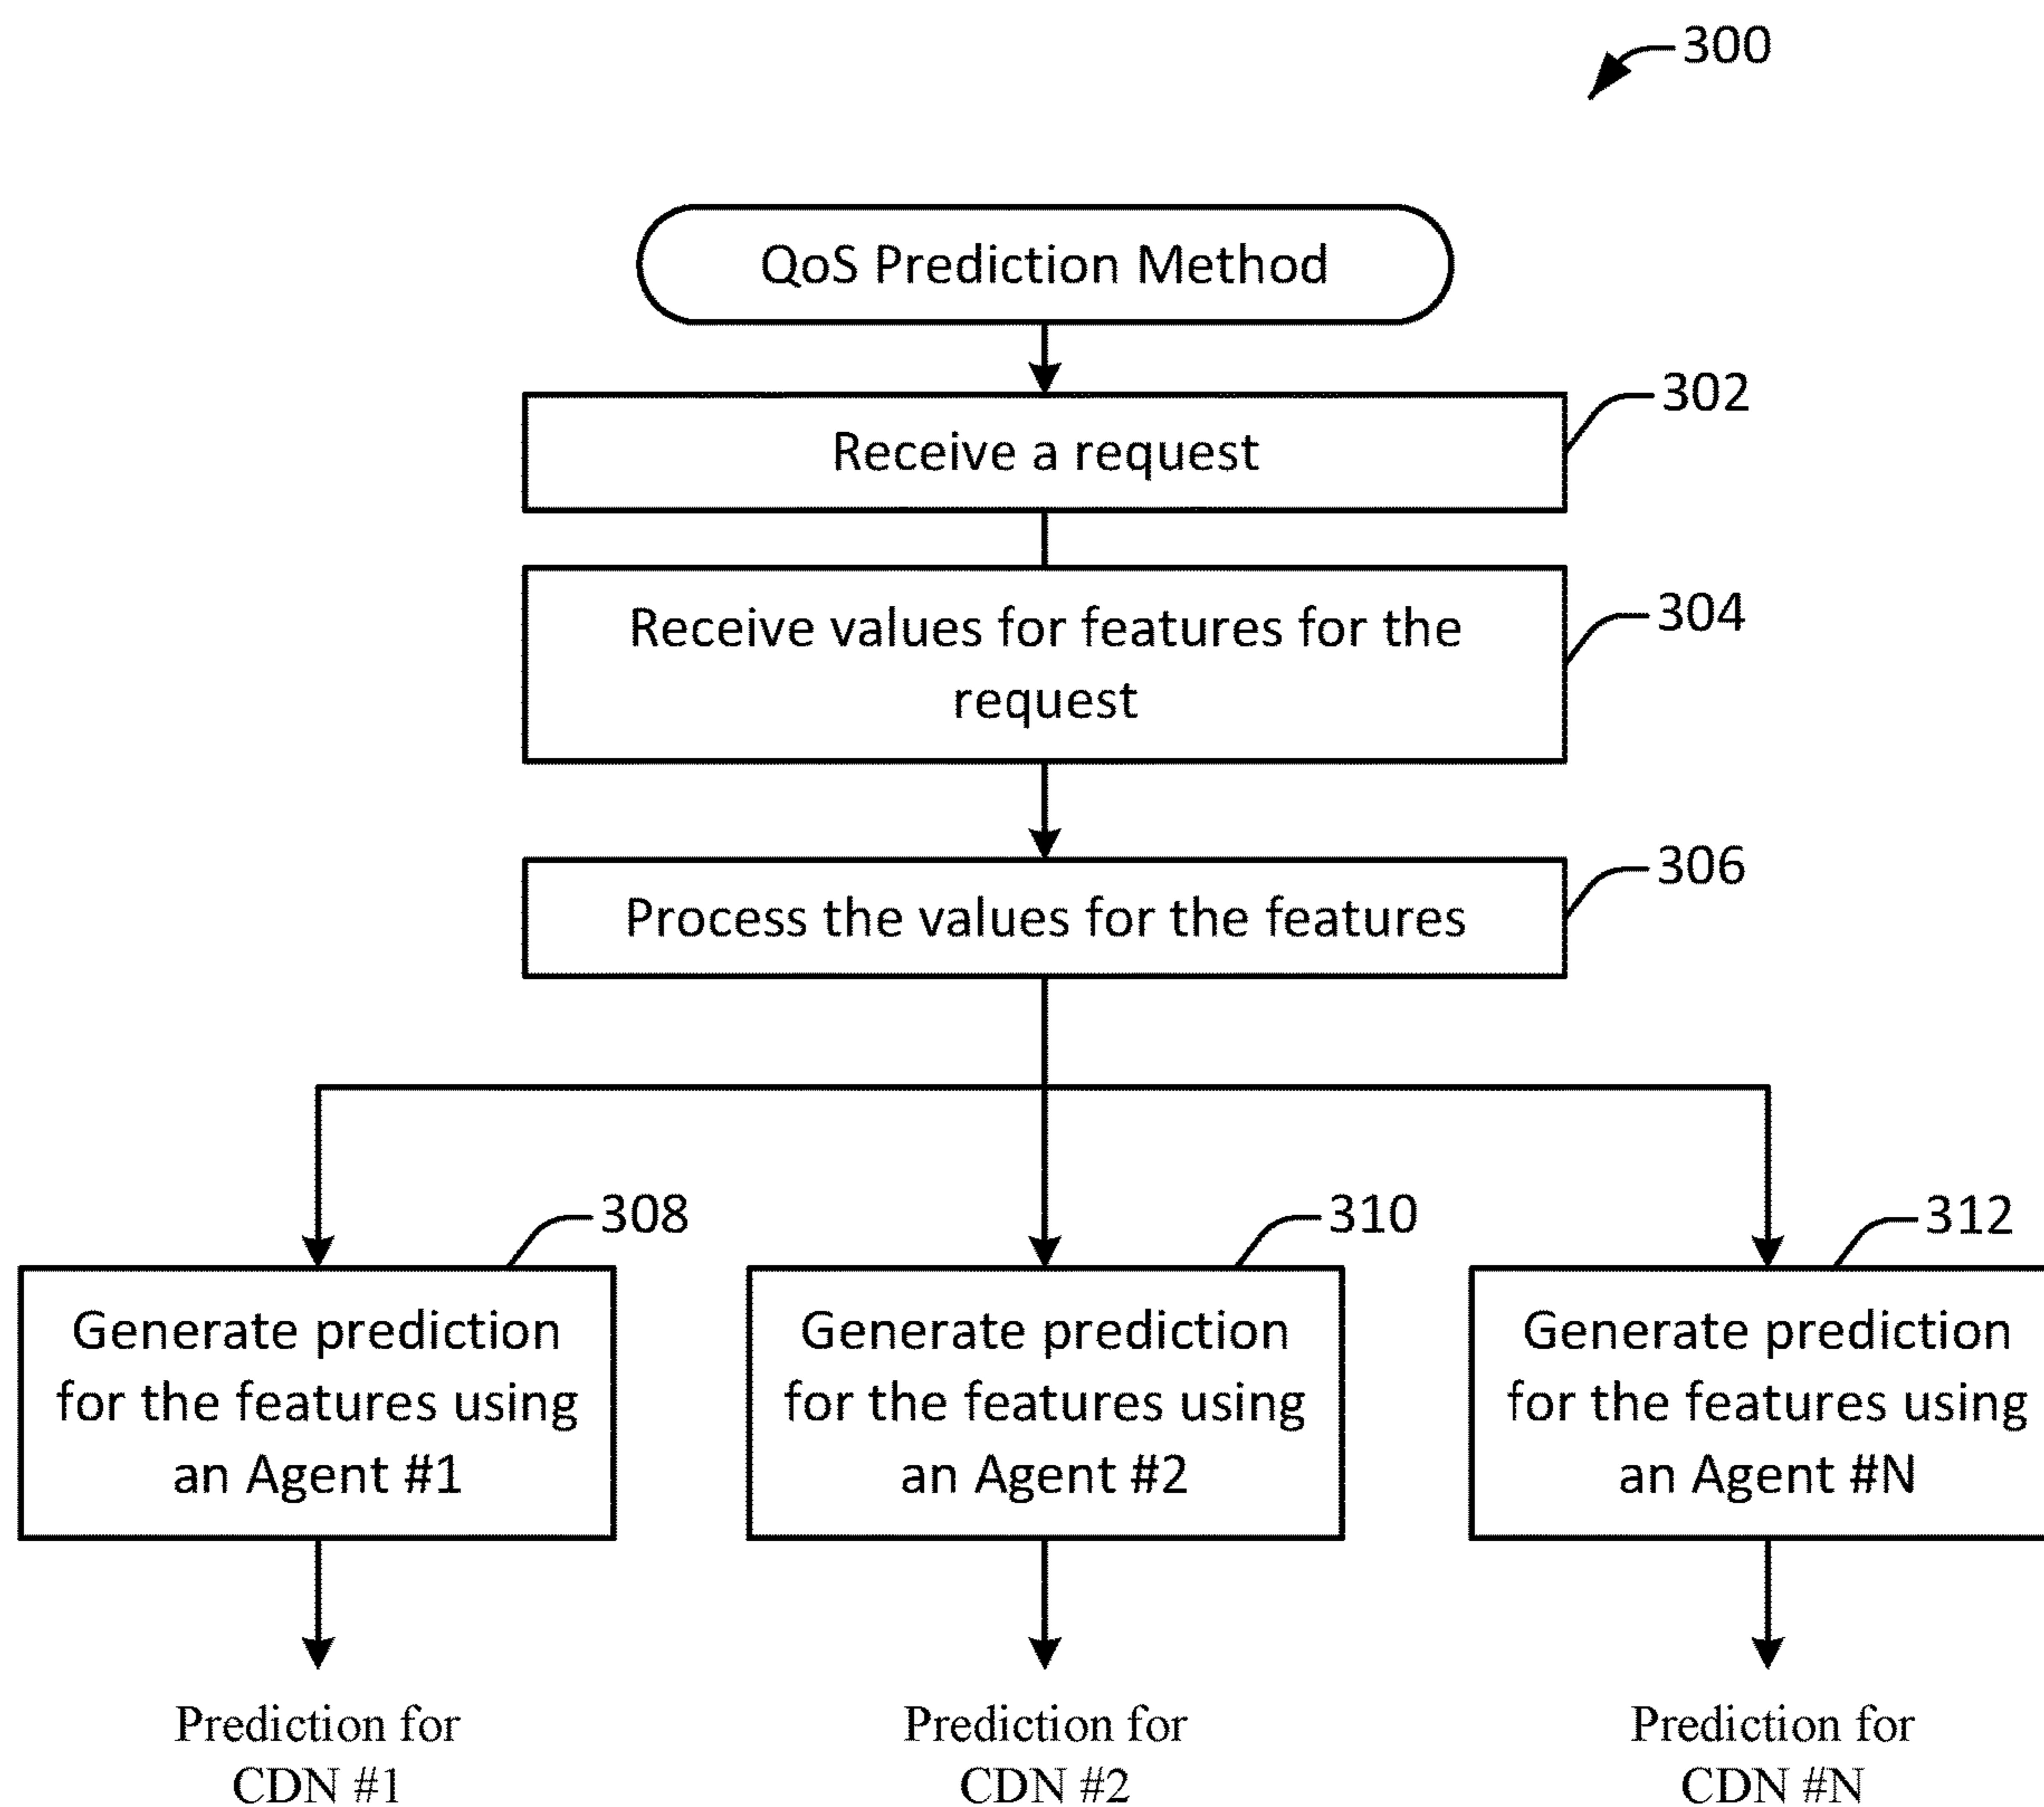 300
QoS Prediction Method
302
Receive a request
304
Receive values for features for the
request
306
Process the values for the features
308
310
312
Generate prediction
for the features using
an Agent #1
Generate prediction
for the features using
an Agent #2
Generate prediction
for the features using
an Agent #N
Prediction for
CDN #1
Prediction for
CDN #2
Prediction for
CDN #N